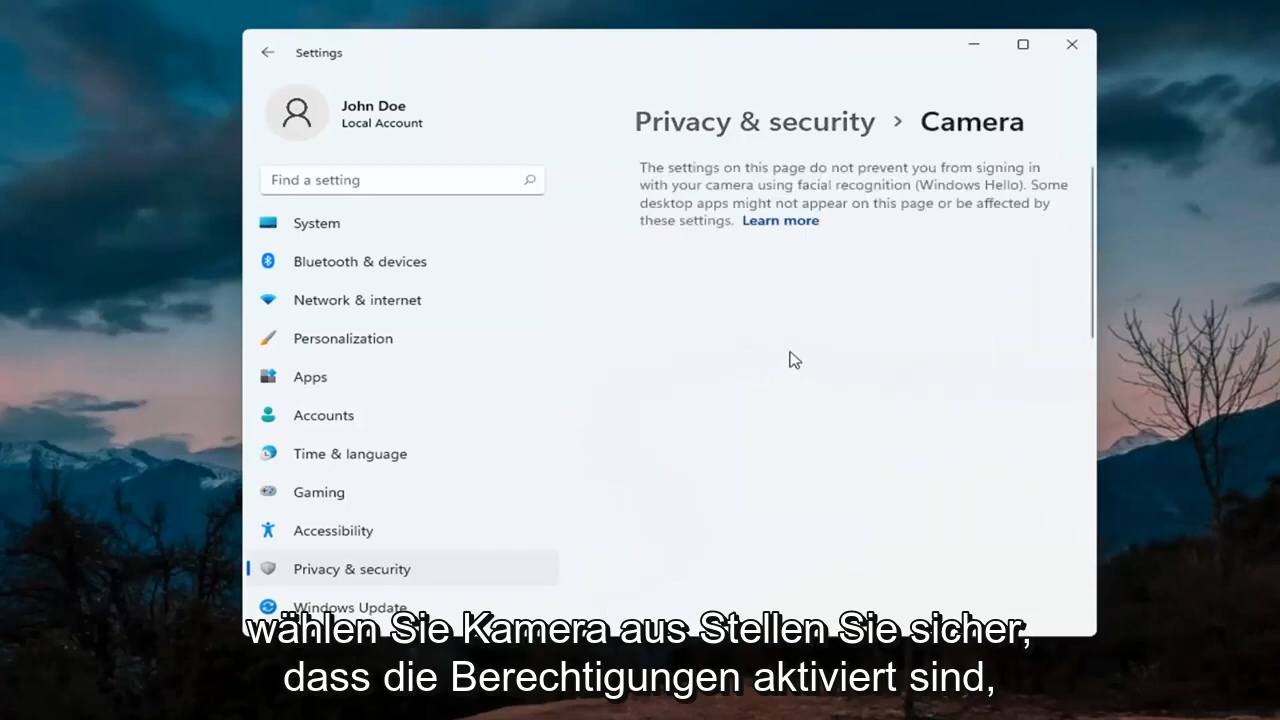 Settings
John Doe
Local Account
Find a setting
System
Bluetooth & devices
Network & internet
Personalization
Apps
Accounts
Time & language
Gaming
Accessibility
Privacy & security
Windows Update
Privacy & security > Camera
The settings on this page do not prevent you from signing in
with your camera using facial recognition (Windows Hello). Some
desktop apps might not appear on this page or be affected by
these settings. Learn more
wählen Sie Kamera aus Stellen Sie sicher,
dass die Berechtigungen aktiviert sind,